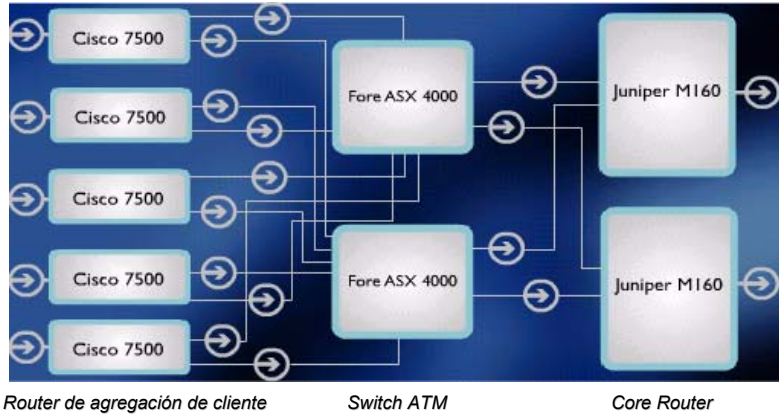 Cisco 7500
Cisco 7500
Cisco 7500
Cisco 7500
Cisco 7500
Fore ASX 4000
Fore ASX 4000
Juniper M160
Juniper M160
Router de agregación de cliente
Switch ATM
Core Router